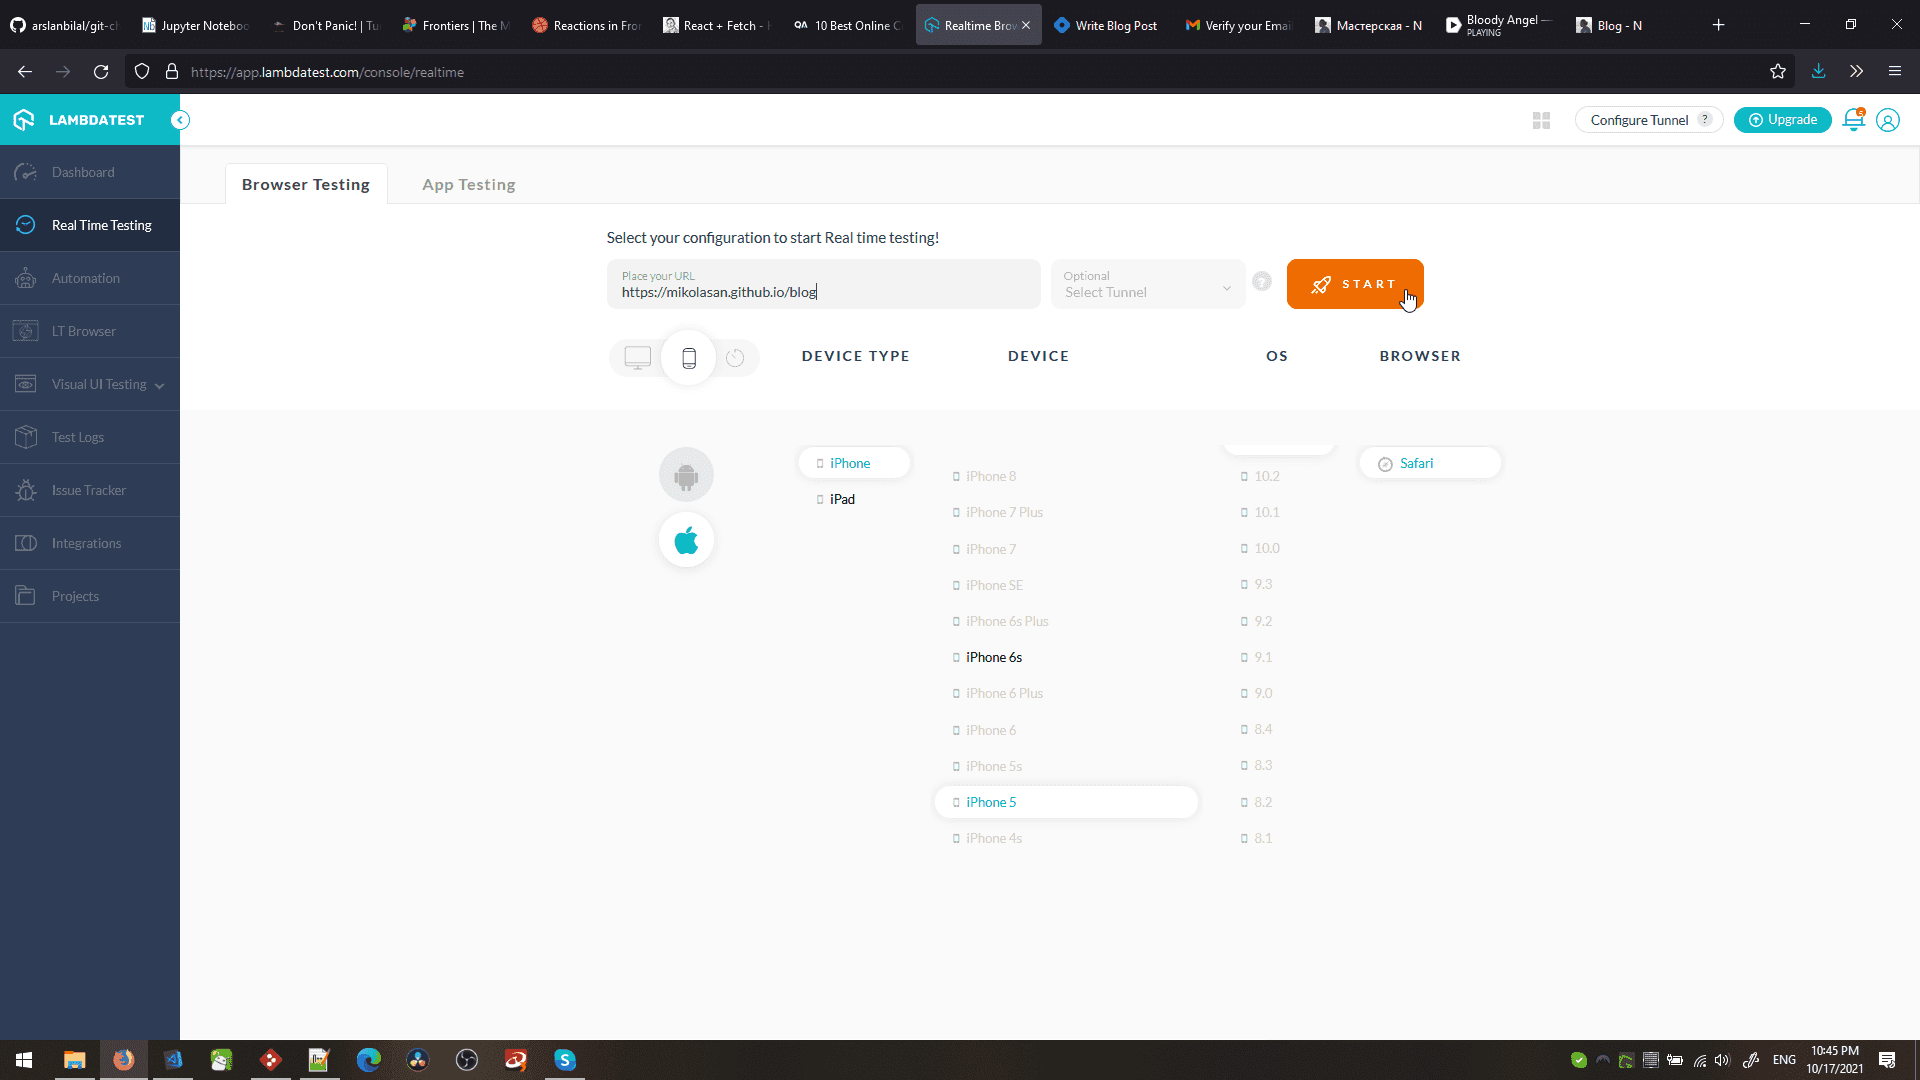 arslanbilal/git-ch
Jupyter Noteboo
Don't Panic! | Tu
Frontiers | The M
Reactions in Fro
React + Fetch -
10 Best Online C
Realtime Brow
Write Blog Post
Verify your Emai
Мастерская - N
Bloody Angel —
PLAYING
Blog - N
https://app.lambdatest.com/console/realtime
LAMBDATEST
Configure Tunnel ?
Upgrade
Dashboard
Real Time Testing
Automation
LT Browser
Visual UI Testing
Test Logs
Issue Tracker
Integrations
Projects
Browser Testing
App Testing
Select your configuration to start Real time testing!
Place your URL
https://mikolasan.github.io/blog
Optional
Select Tunnel
?
START
DEVICE TYPE
DEVICE
OS
BROWSER
iPhone
iPad
iPhone 8
iPhone 7 Plus
iPhone 7
iPhone SE
iPhone 6s Plus
iPhone 6s
iPhone 6 Plus
iPhone 6
iPhone 5s
iPhone 5
iPhone 4s
10.2
10.1
10.0
9.3
9.2
9.1
9.0
8.4
8.3
8.2
8.1
Safari
ENG
10:45 PM
10/17/2021